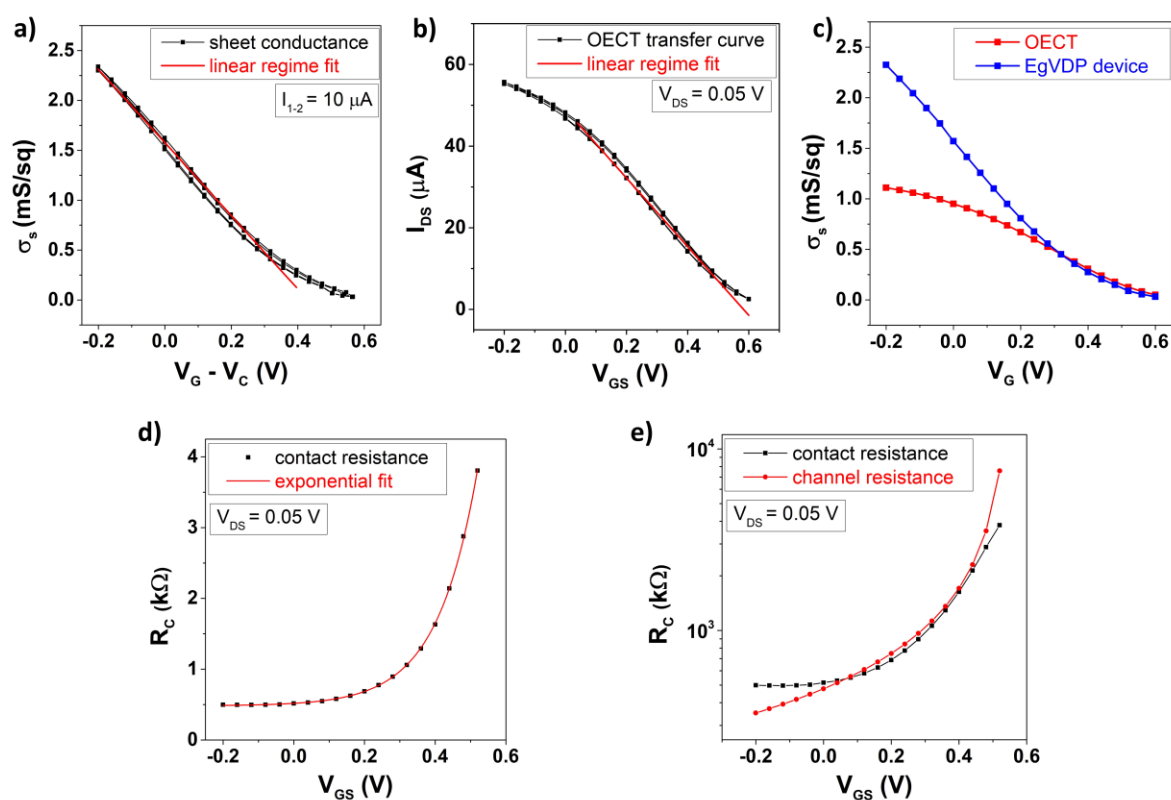 a)
sheet conductance
linear regime fit
I1-2 = 10 μA
σs (mS/sq)
2.5
2.0
1.5
1.0
0.5
0.0
-0.2 0.0 0.2 0.4 0.6
VG - VC (V)
b)
OECT transfer curve
linear regime fit
VDS = 0.05 V
IDS (μA)
60
40
20
0
-0.2 0.0 0.2 0.4 0.6
VGS (V)
c)
OECT
EgVDP device
σs (mS/sq)
2.5
2.0
1.5
1.0
0.5
0.0
-0.2 0.0 0.2 0.4 0.6
VG (V)
d)
contact resistance
exponential fit
VDS = 0.05 V
RC (kΩ)
4
3
2
1
0
-0.2 0.0 0.2 0.4 0.6
VGS (V)
e)
contact resistance
channel resistance
VDS = 0.05 V
RC (kΩ)
10^4
10^3
-0.2 0.0 0.2 0.4 0.6
VGS (V)